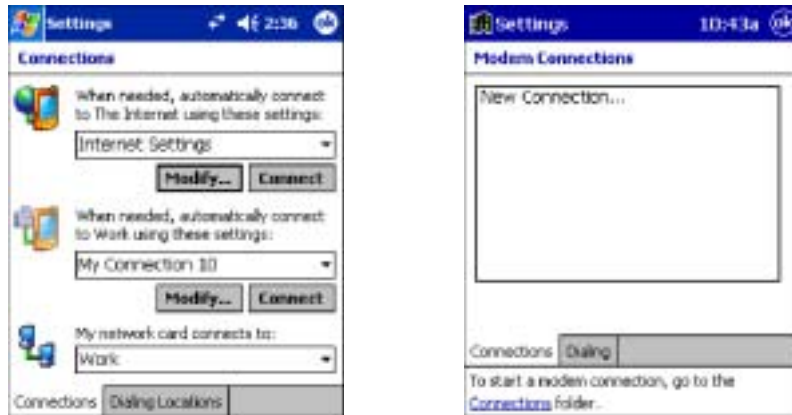 Settings
2:36
ok
Connections
When needed, automatically connect
to The Internet using these settings:
Internet Settings
Modify...
Connect
When needed, automatically connect
to Work using these settings:
My Connection 10
Modify...
Connect
My network card connects to:
Work
Connections
Dialing Locations
Settings
10:43a
ok
Modem Connections
New Connection...
Connections
Dialing
To start a modem connection, go to the
Connections folder.